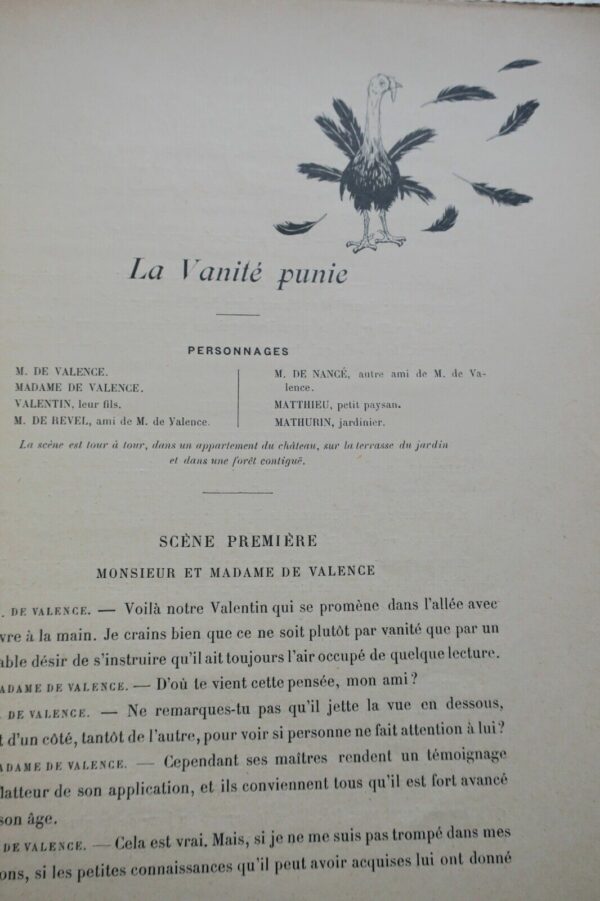 La Vanité punie
PERSONNAGES
M. DE VALENCE.
MADAME DE VALENCE.
VALENTIN, leur fils.
M. DE REVEL, ami de M. de Valence.
M. DE NANCÉ, autre ami de M. de Va-
lence.
MATTHIEU, petit paysan.
MATHURIN, jardinier.
La scène est tour à tour, dans un appartement du château, sur la terrasse du jardin
et dans une forêt contiguë.
SCÈNE PREMIÈRE
MONSIEUR ET MADAME DE VALENCE
. DE VALENCE. — Voilà notre Valentin qui se promène dans l'allée avec
vre à la main. Je crains bien que ce ne soit plutôt par vanité que par un
able désir de s'instruire qu'il ait toujours l'air occupé de quelque lecture.
ADAME DE VALENCE. — D'où te vient cette pensée, mon ami?
. DE VALENCE. — Ne remarques-tu pas qu'il jette la vue en dessous,
t d'un côté, tantôt de l'autre, pour voir si personne ne fait attention à lui?
ADAME DE VALENCE. — Cependant ses maîtres rendent un témoignage
latteur de son application, et ils conviennent tous qu'il est fort avancé
son âge.
DE VALENCE. — Cela est vrai. Mais, si je ne me suis pas trompé dans mes
ons, si les petites connaissances qu'il peut avoir acquises lui ont donné